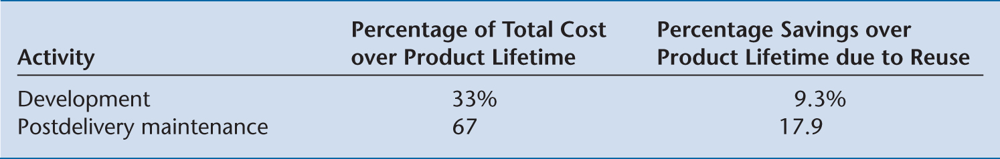 Activity Percentage of Total Cost over Product Lifetime Percentage Savings over Product Lifetime due to Reuse
Development 33% 9.3%
Postdelivery maintenance 67 17.9